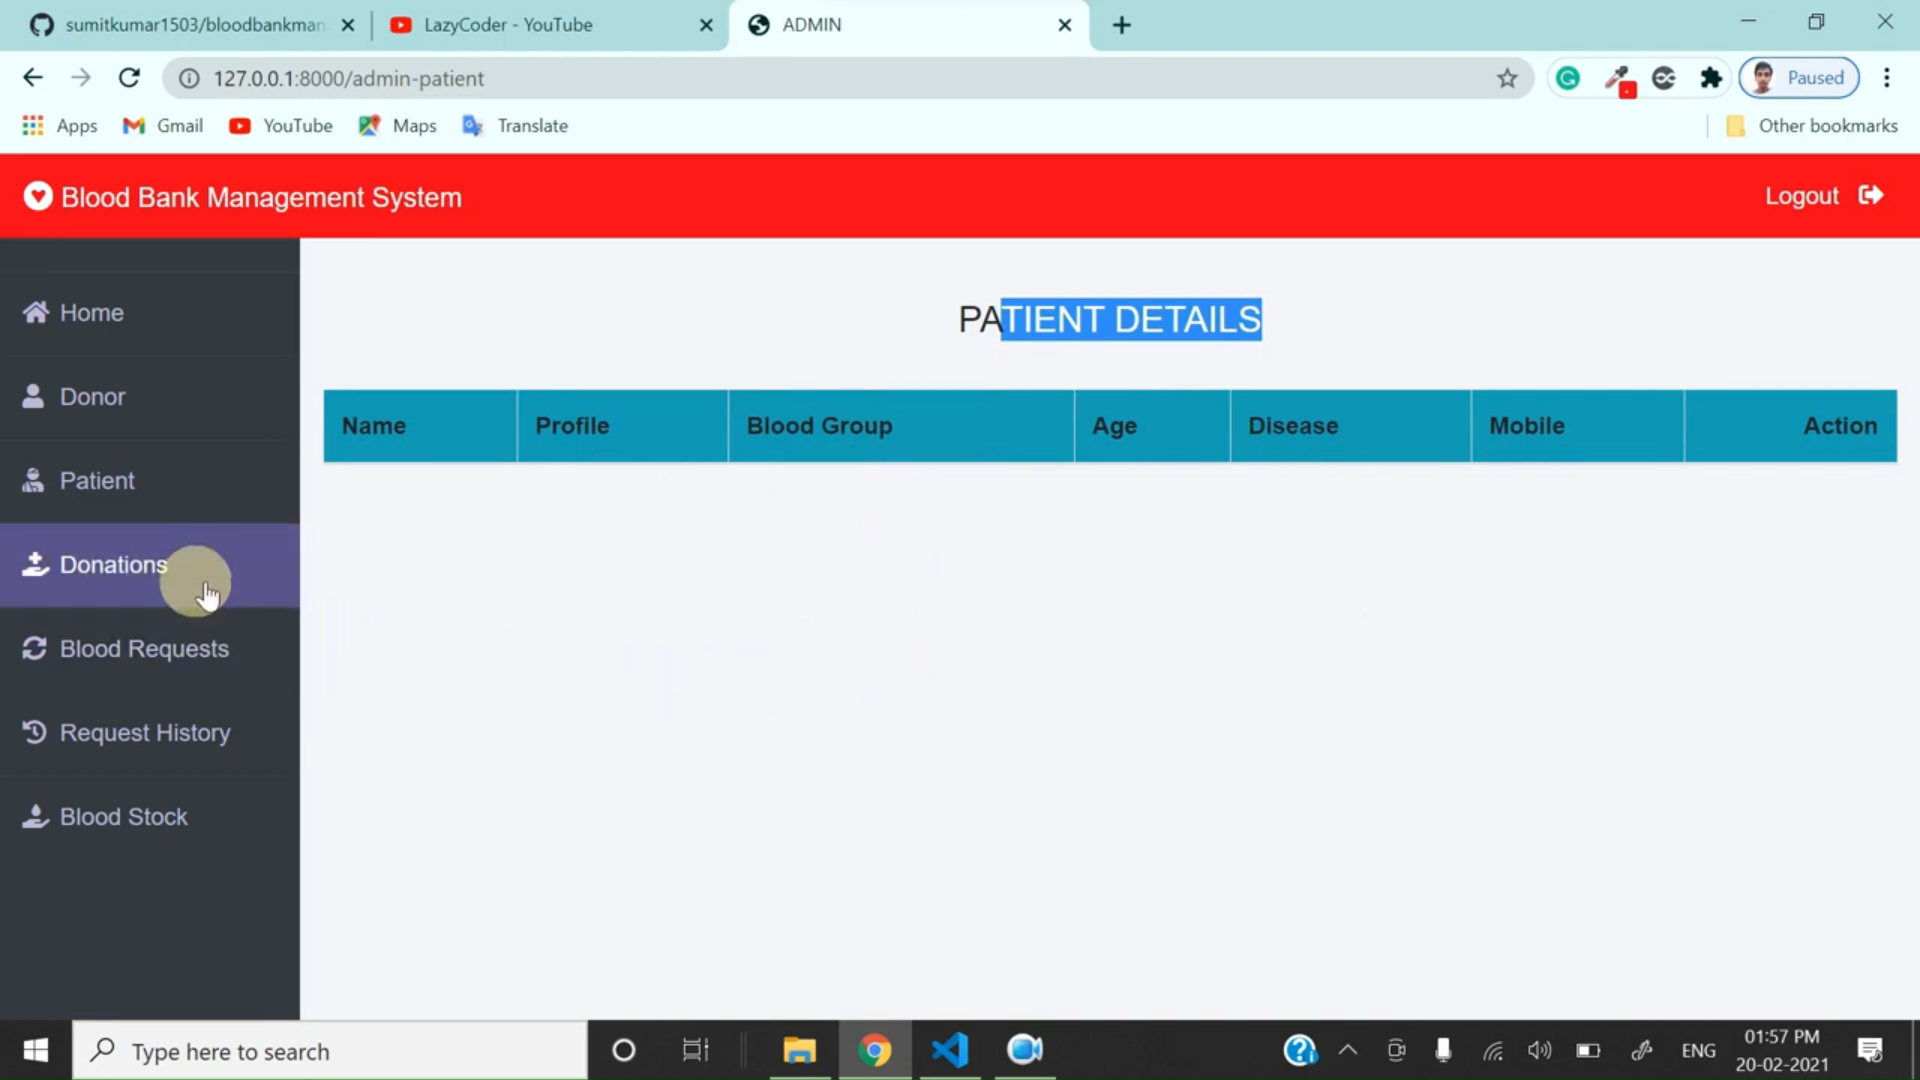 sumitkumar1503/bloodbankman
LazyCoder - YouTube
ADMIN
127.0.0.1:8000/admin-patient
Paused
Apps
Gmail
YouTube
Maps
Translate
Other bookmarks
Blood Bank Management System
Logout
Home
Donor
Patient
Donations
Blood Requests
Request History
Blood Stock
PATIENT DETAILS
Name Profile Blood Group Age Disease Mobile Action
Type here to search
ENG
01:57 PM
20-02-2021